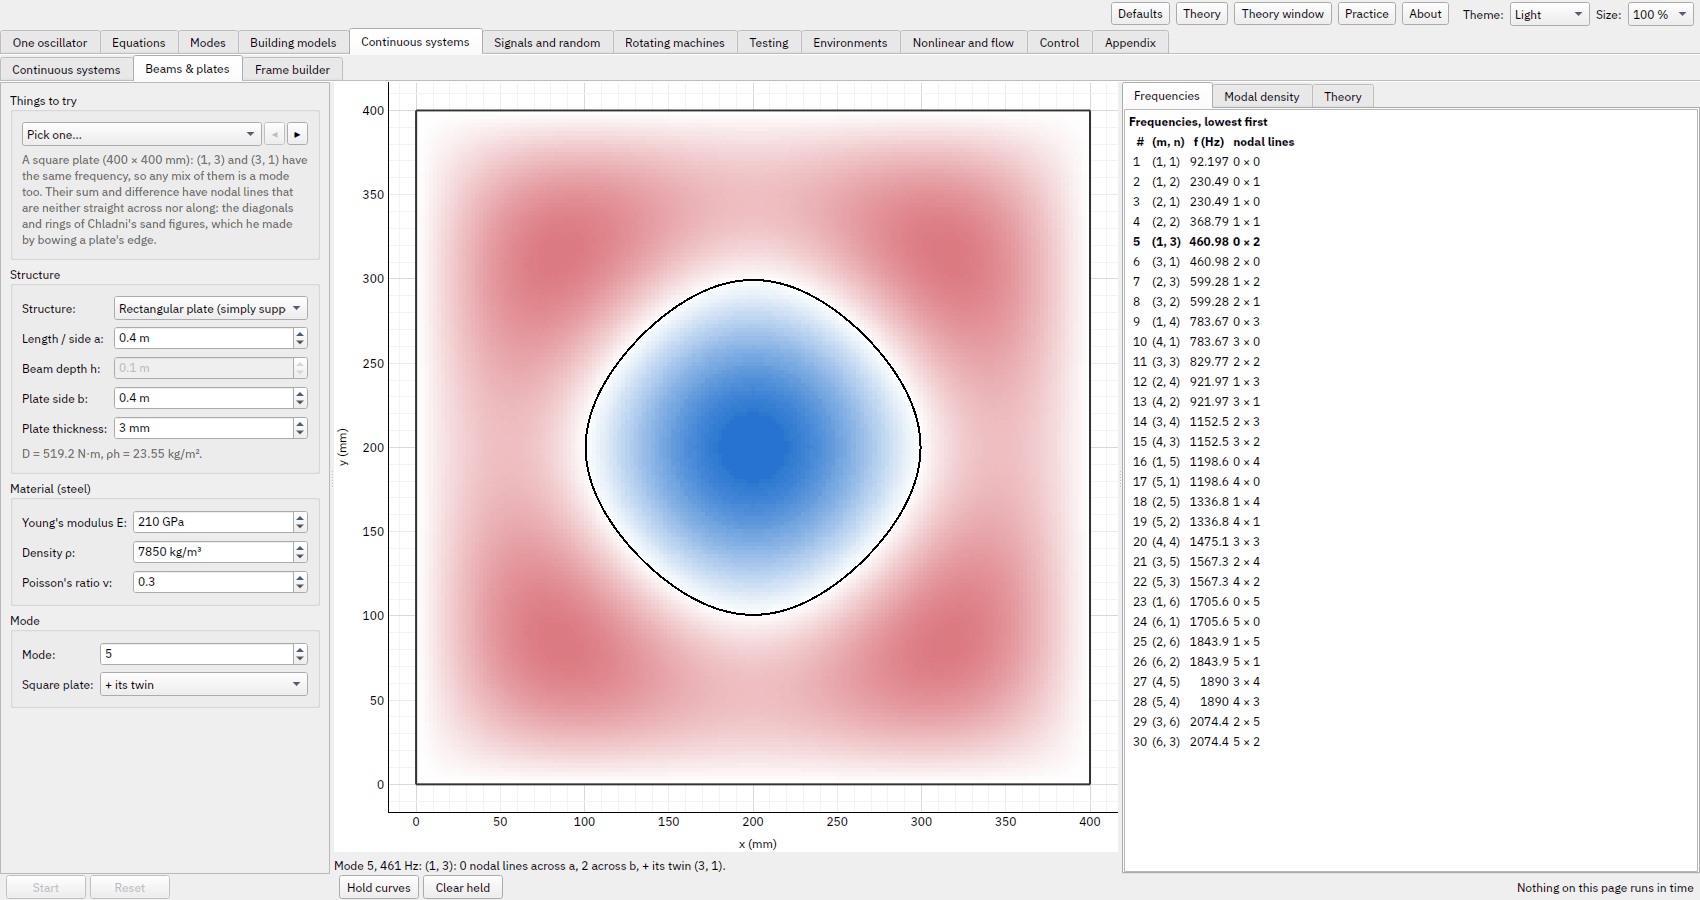 Defaults Theory Theory window Practice About Theme: Light Size: 100 %
One oscillator Equations Modes Building models Continuous systems Signals and random Rotating machines Testing Environments Nonlinear and flow Control Appendix
Continuous systems Beams & plates Frame builder
Things to try
Pick one...
A square plate (400 × 400 mm): (1, 3) and (3, 1) have
the same frequency, so any mix of them is a mode
too. Their sum and difference have nodal lines that
are neither straight across nor along: the diagonals
and rings of Chladni's sand figures, which he made
by bowing a plate's edge.
Structure
Structure: Rectangular plate (simply supp
Length / side a: 0.4 m
Beam depth h: 0.1 m
Plate side b: 0.4 m
Plate thickness: 3 mm
D = 519.2 N·m, ρh = 23.55 kg/m².
Material (steel)
Young's modulus E: 210 GPa
Density ρ: 7850 kg/m³
Poisson's ratio ν: 0.3
Mode
Mode: 5
Square plate: + its twin
Start Reset
400
350
300
250
200
150
100
50
0
y (mm)
0 50 100 150 200 250 300 350 400
x (mm)
Mode 5, 461 Hz: (1, 3): 0 nodal lines across a, 2 across b, + its twin (3, 1).
Hold curves Clear held
Frequencies Modal density Theory
Frequencies, lowest first
# (m, n) f (Hz) nodal lines
1 (1, 1) 92.197 0 × 0
2 (1, 2) 230.49 0 × 1
3 (2, 1) 230.49 1 × 0
4 (2, 2) 368.79 1 × 1
5 (1, 3) 460.98 0 × 2
6 (3, 1) 460.98 2 × 0
7 (2, 3) 599.28 1 × 2
8 (3, 2) 599.28 2 × 1
9 (1, 4) 783.67 0 × 3
10 (4, 1) 783.67 3 × 0
11 (3, 3) 829.77 2 × 2
12 (2, 4) 921.97 1 × 3
13 (4, 2) 921.97 3 × 1
14 (3, 4) 1152.5 2 × 3
15 (4, 3) 1152.5 3 × 2
16 (1, 5) 1198.6 0 × 4
17 (5, 1) 1198.6 4 × 0
18 (2, 5) 1336.8 1 × 4
19 (5, 2) 1336.8 4 × 1
20 (4, 4) 1475.1 3 × 3
21 (3, 5) 1567.3 2 × 4
22 (5, 3) 1567.3 4 × 2
23 (1, 6) 1705.6 0 × 5
24 (6, 1) 1705.6 5 × 0
25 (2, 6) 1843.9 1 × 5
26 (6, 2) 1843.9 5 × 1
27 (4, 5) 1890 3 × 4
28 (5, 4) 1890 4 × 3
29 (3, 6) 2074.4 2 × 5
30 (6, 3) 2074.4 5 × 2
Nothing on this page runs in time